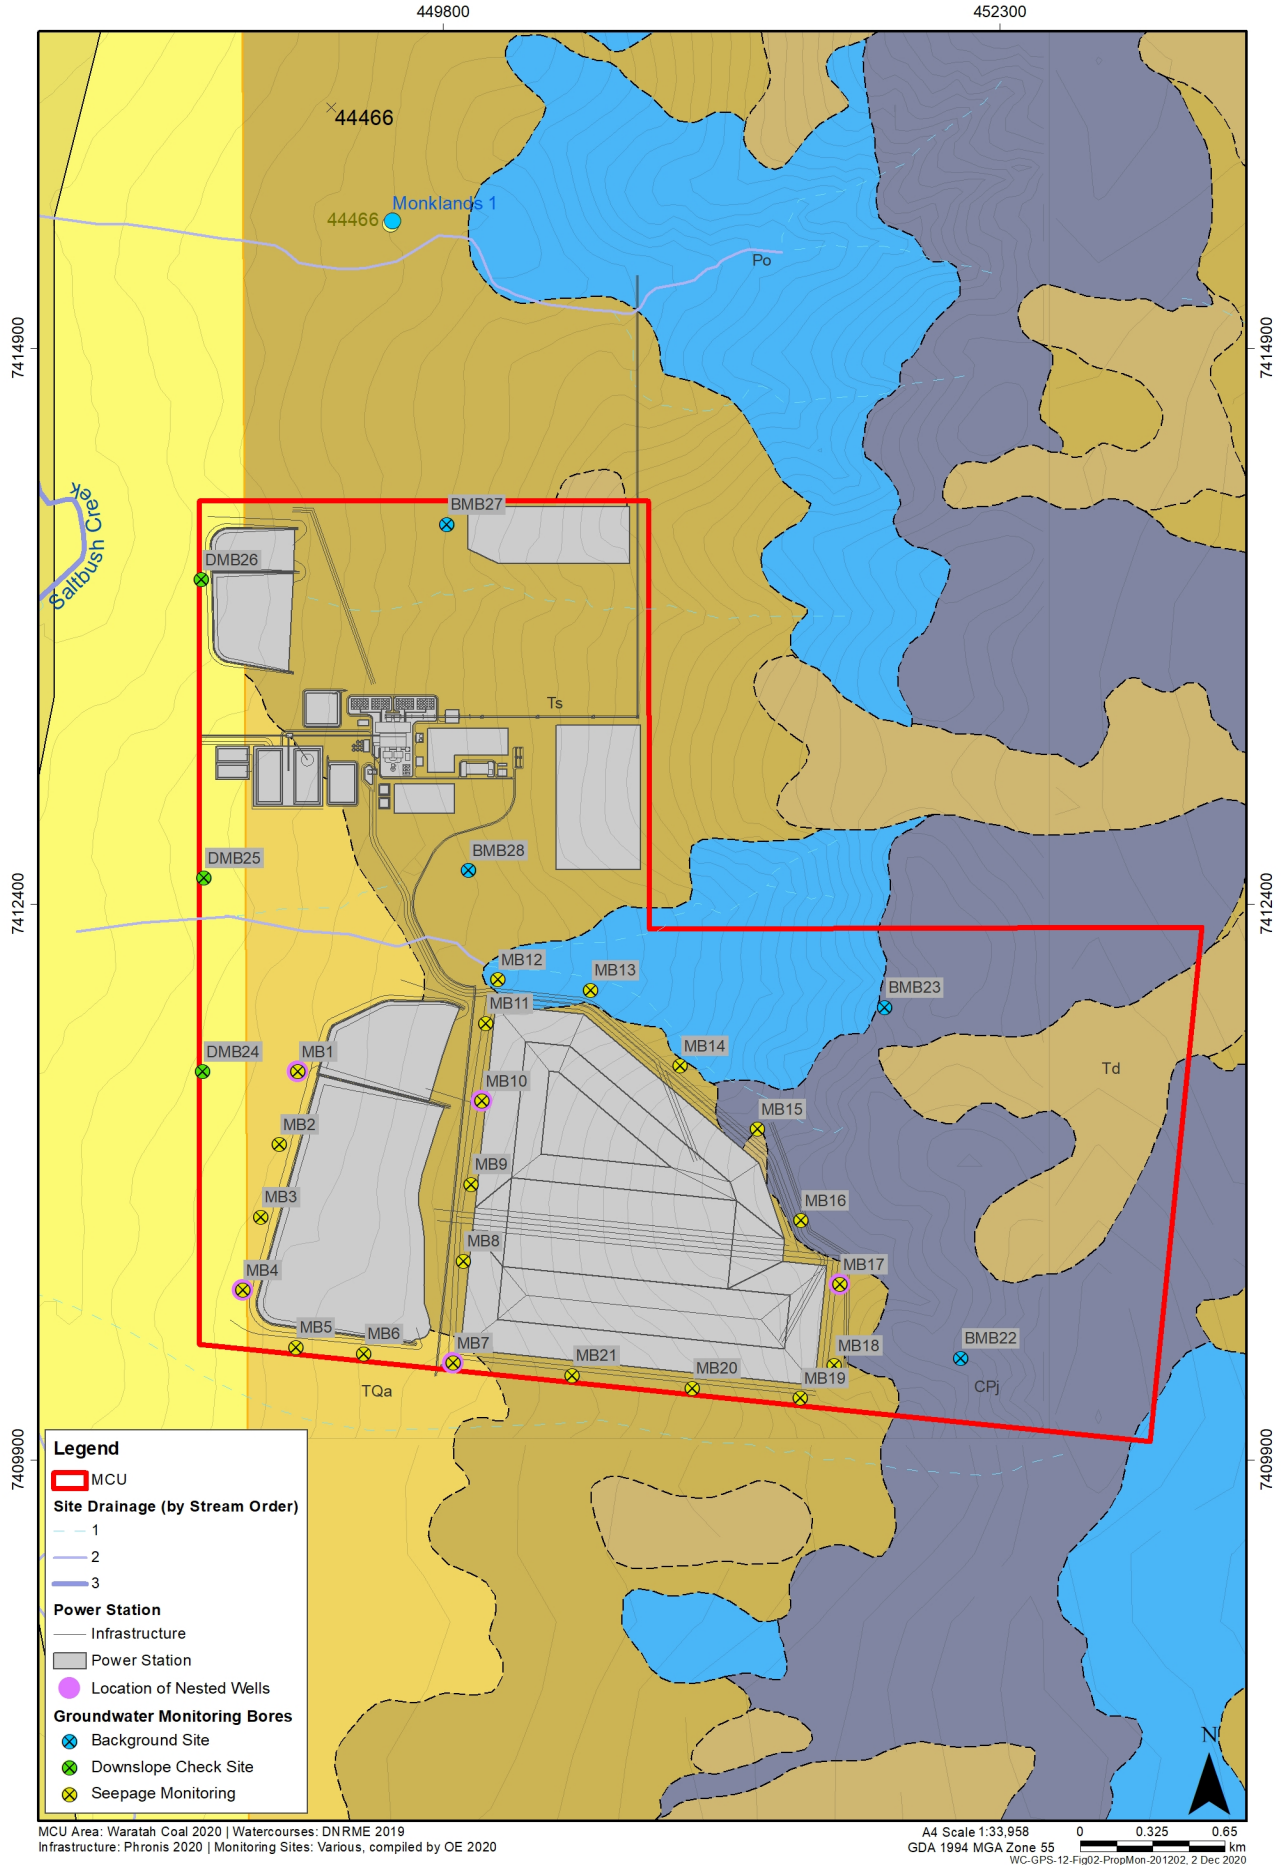 449800
452300
44466
Monklands 1
44466
Po
7414900
7414900
Saltbush Creek
BMB27
DMB26
Ts
BMB28
DMB25
7412400
7412400
MB12
MB13
BMB23
MB11
MB14
DMB24
MB1
Td
MB10
MB15
MB2
MB9
MB3
MB16
MB8
MB17
MB4
MB5
MB6
MB7
MB18
BMB22
MB21
MB20
MB19
TQa
CPj
7409900
7409900
Legend
MCU
Site Drainage (by Stream Order)
1
2
3
Power Station
Infrastructure
Power Station
Location of Nested Wells
Groundwater Monitoring Bores
Background Site
Downslope Check Site
Seepage Monitoring
N
MCU Area: Waratah Coal 2020 | Watercourses: DNRME 2019
Infrastructure: Phronis 2020 | Monitoring Sites: Various, compiled by OE 2020
A4 Scale 1:33,958
GDA 1994 MGA Zone 55
0 0.325 0.65
km
WC-GPS-12-Fig02-PropMon-201202, 2 Dec 2020